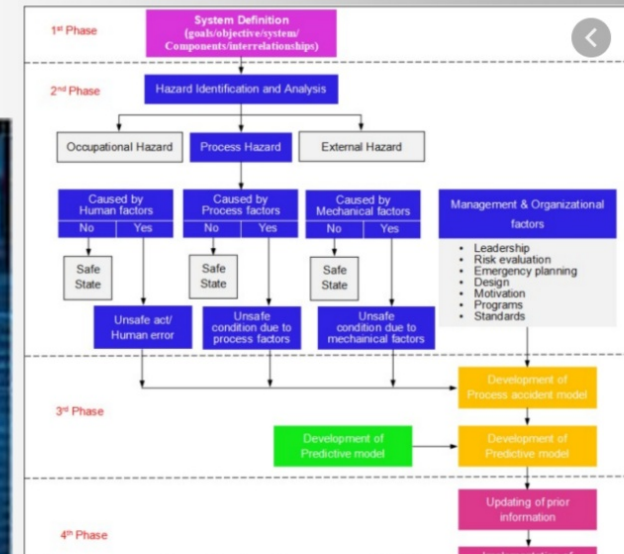 1st Phase
System Definition
(goals/objective/system/
Components/interrelationships)
2nd Phase
Hazard Identification and Analysis
Occupational Hazard
Process Hazard
External Hazard
Caused by
Human factors
No
Yes
Caused by
Process factors
No
Yes
Caused by
Mechanical factors
No
Yes
Management & Organizational
factors
• Leadership
• Risk evaluation
• Emergency planning
• Design
• Motivation
• Programs
• Standards
Safe
State
Safe
State
Safe
State
Unsafe act/
Human error
Unsafe
condition due to
process factors
Unsafe
condition due to
mechainical factors
3rd Phase
Development of
Process accident model
Development of
Predictive model
Development of
Predictive model
4th Phase
Updating of prior
information